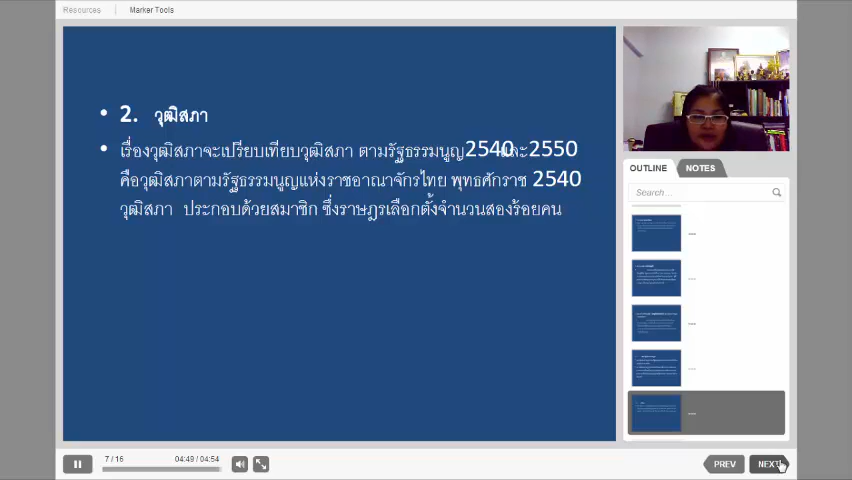 Resources
Marker Tools
• 2. วุฒิสภา
• เรื่องวุฒิสภาจะเปรียบเทียบวุฒิสภา ตามรัฐธรรมนูญ2540และ2550
คือวุฒิสภาตามรัฐธรรมนูญแห่งราชอาณาจักรไทย พุทธศักราช 2540
วุฒิสภา ประกอบด้วยสมาชิก ซึ่งราษฎรเลือกตั้งจำนวนสองร้อยคน
OUTLINE
NOTES
Search...
7 / 16
04:49 / 04:54
PREV
NEXT